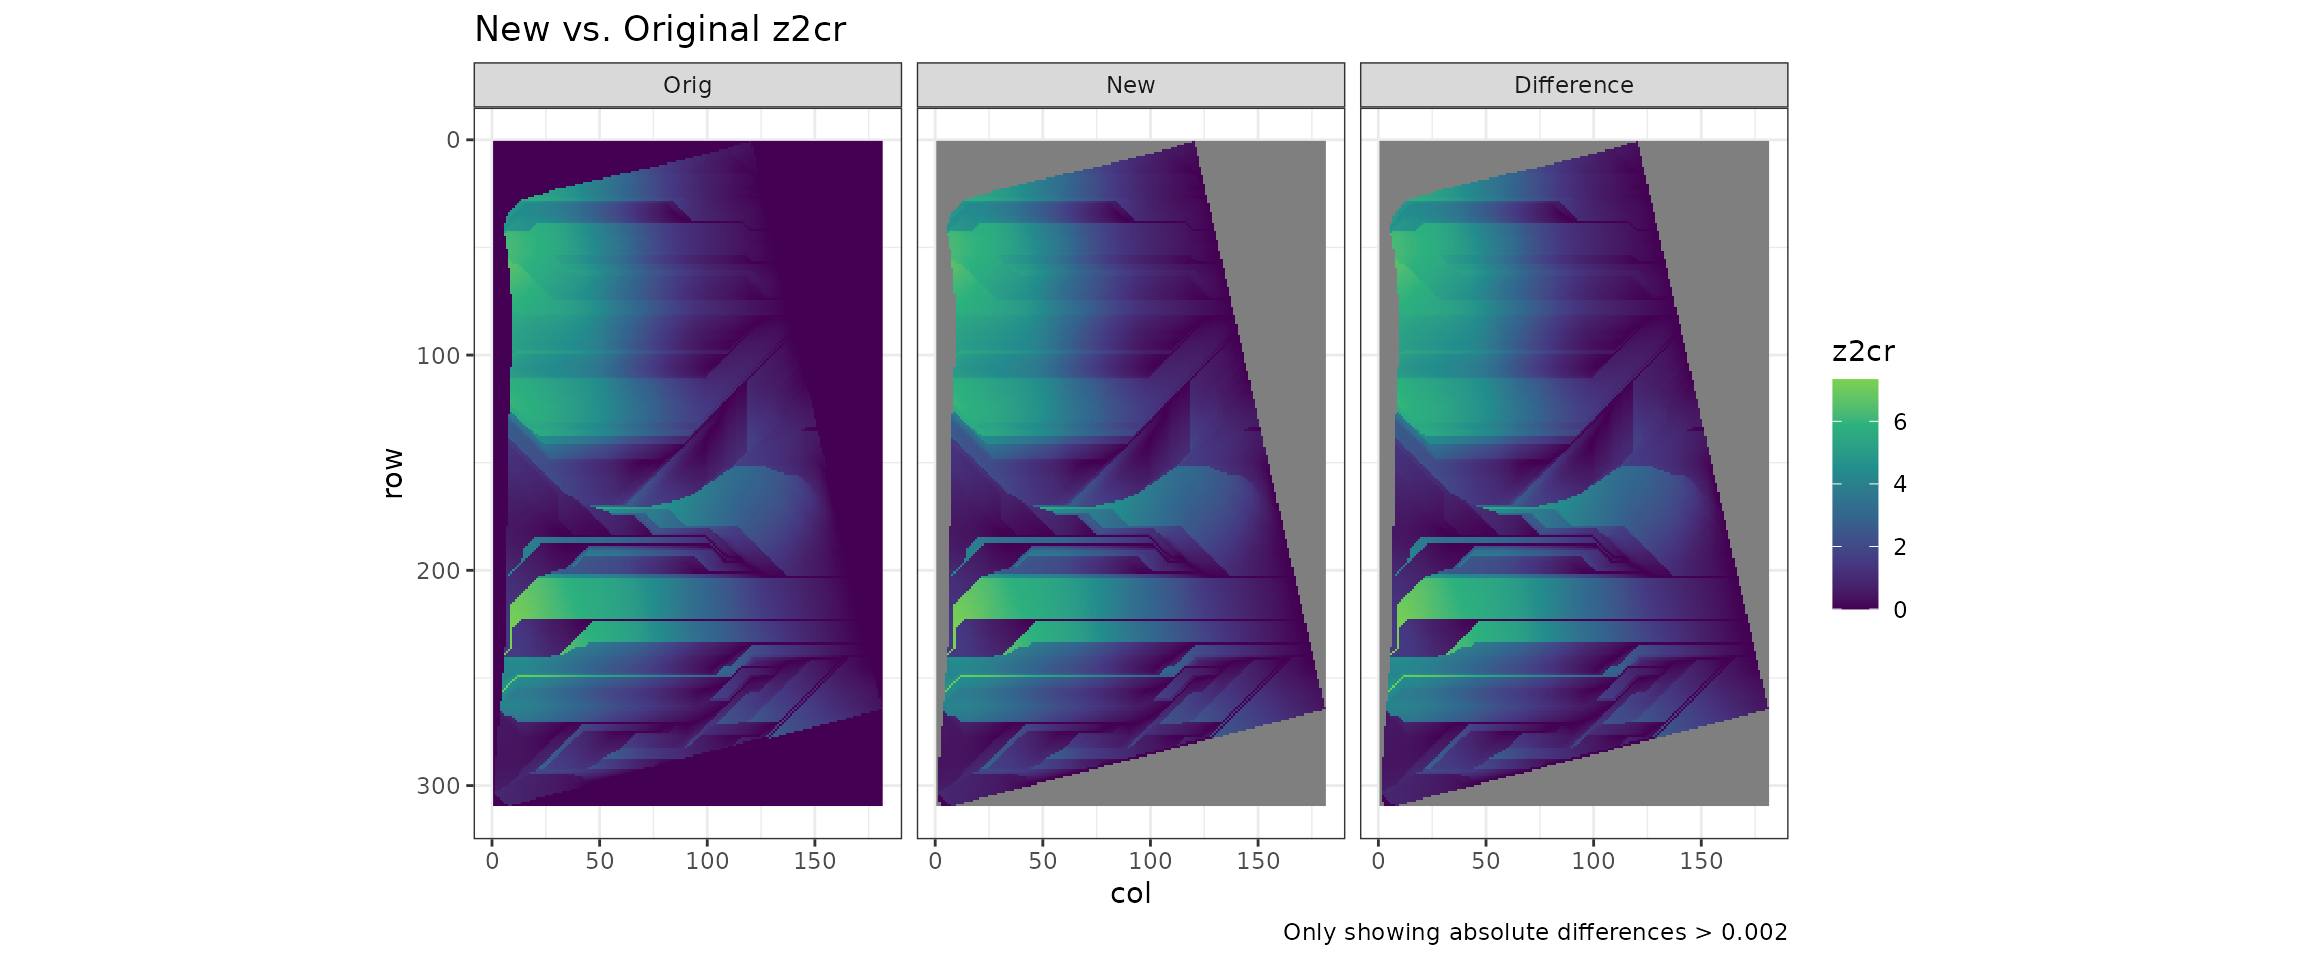 New vs. Original z2cr
Orig
New
Difference
0
100
200
300
row
0 50 100 150
0 50 100 150
0 50 100 150
col
z2cr
6
4
2
0
Only showing absolute differences > 0.002